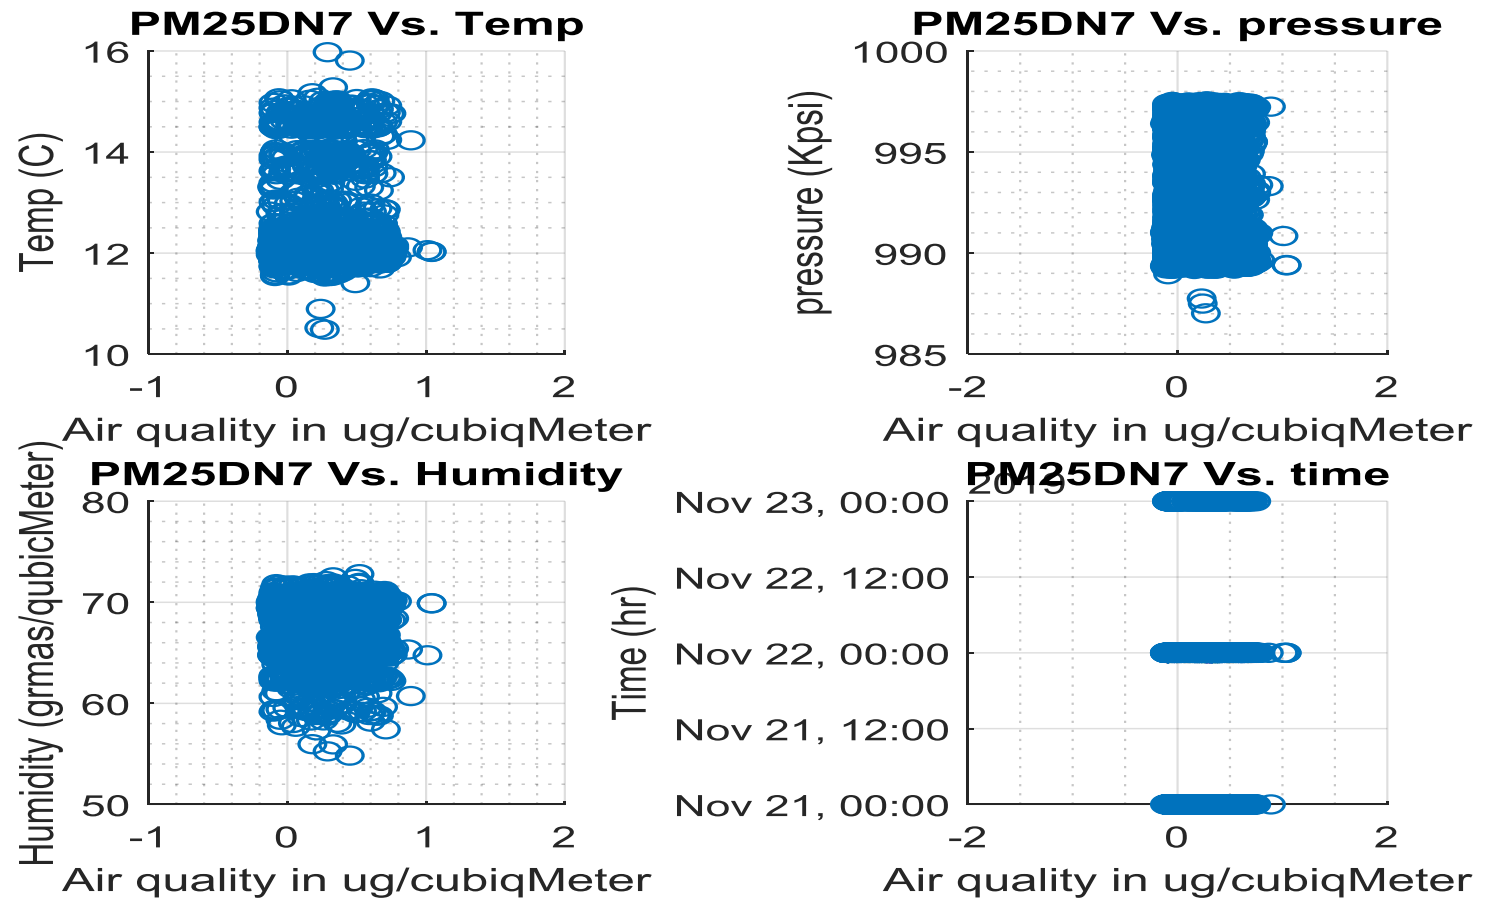 PM25DN7 Vs. Temp
16
14
12
10
Temp (C)
-1 0 1 2
Air quality in ug/cubiqMeter
PM25DN7 Vs. pressure
1000
995
990
985
pressure (Kpsi)
-2 0 2
Air quality in ug/cubiqMeter
PM25DN7 Vs. Humidity
80
70
60
50
Humidity (grmas/qubicMeter)
-1 0 1 2
Air quality in ug/cubiqMeter
PM25DN7 Vs. time
2019
Nov 23, 00:00
Nov 22, 12:00
Nov 22, 00:00
Nov 21, 12:00
Nov 21, 00:00
Time (hr)
-2 0 2
Air quality in ug/cubiqMeter